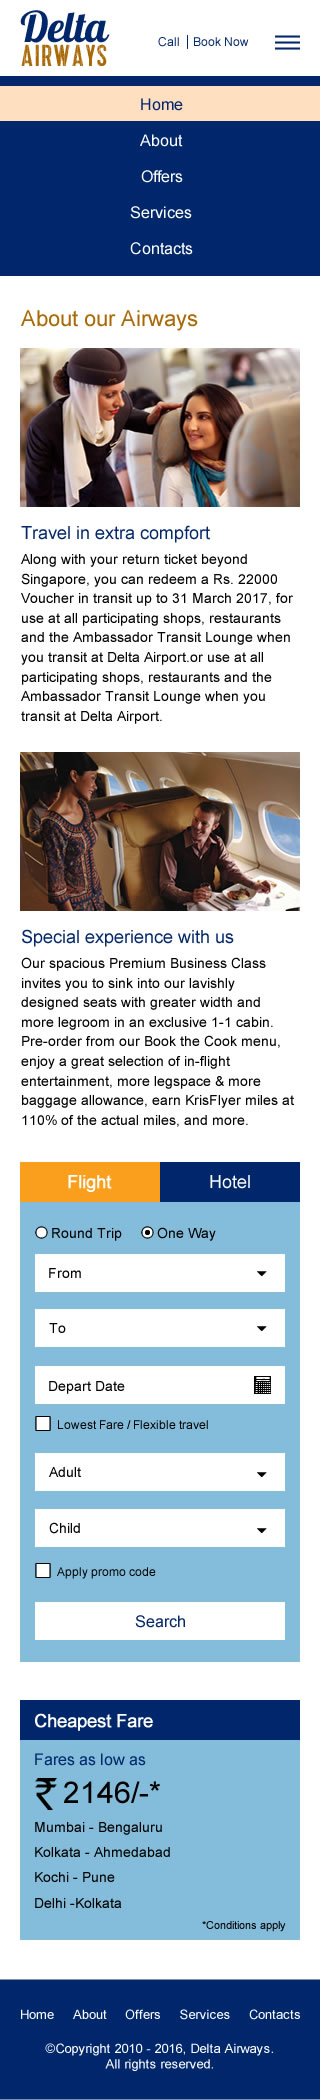 Delta
AIRWAYS
Call | Book Now
Home
About
Offers
Services
Contacts
About our Airways
Travel in extra compfort
Along with your return ticket beyond
Singapore, you can redeem a Rs. 22000
Voucher in transit up to 31 March 2017, for
use at all participating shops, restaurants
and the Ambassador Transit Lounge when
you transit at Delta Airport.or use at all
participating shops, restaurants and the
Ambassador Transit Lounge when you
transit at Delta Airport.
Special experience with us
Our spacious Premium Business Class
invites you to sink into our lavishly
designed seats with greater width and
more legroom in an exclusive 1-1 cabin.
Pre-order from our Book the Cook menu,
enjoy a great selection of in-flight
entertainment, more legspace & more
baggage allowance, earn KrisFlyer miles at
110% of the actual miles, and more.
Flight Hotel
Round Trip One Way
From
To
Depart Date
Lowest Fare / Flexible travel
Adult
Child
Apply promo code
Search
Cheapest Fare
Fares as low as
₹ 2146/-*
Mumbai - Bengaluru
Kolkata - Ahmedabad
Kochi - Pune
Delhi -Kolkata
*Conditions apply
Home About Offers Services Contacts
©Copyright 2010 - 2016, Delta Airways.
All rights reserved.